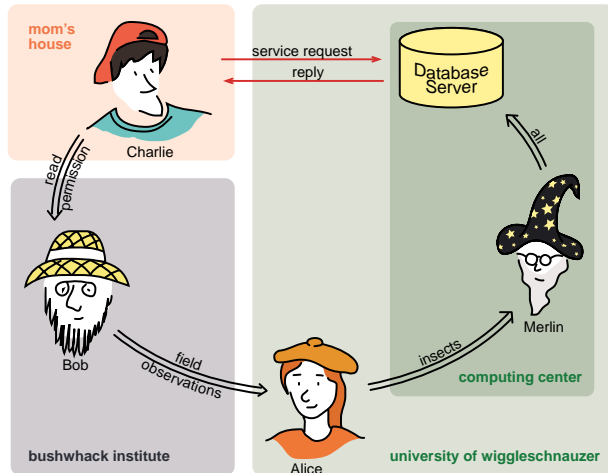 mom's
house
service request
reply
Database
Server
Charlie
read
permission
all
Bob
Merlin
field
observations
insects
computing center
bushwhack institute
Alice
university of wiggleschnauzer